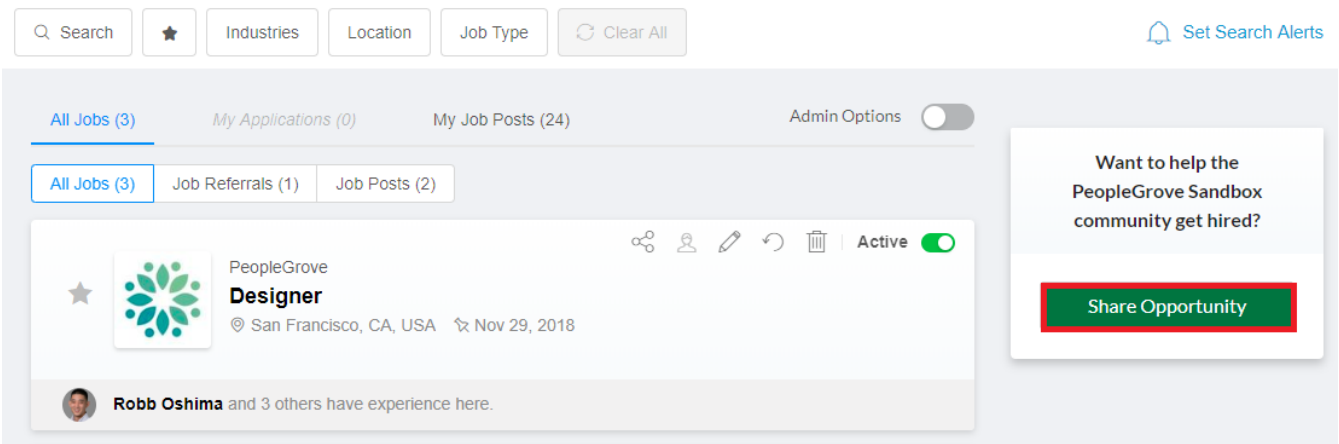 Search
Industries
Location
Job Type
Clear All
Set Search Alerts
All Jobs (3)
My Applications (0)
My Job Posts (24)
Admin Options
All Jobs (3)
Job Referrals (1)
Job Posts (2)
Active
PeopleGrove
Designer
San Francisco, CA, USA
Nov 29, 2018
Robb Oshima and 3 others have experience here.
Want to help the
PeopleGrove Sandbox
community get hired?
Share Opportunity